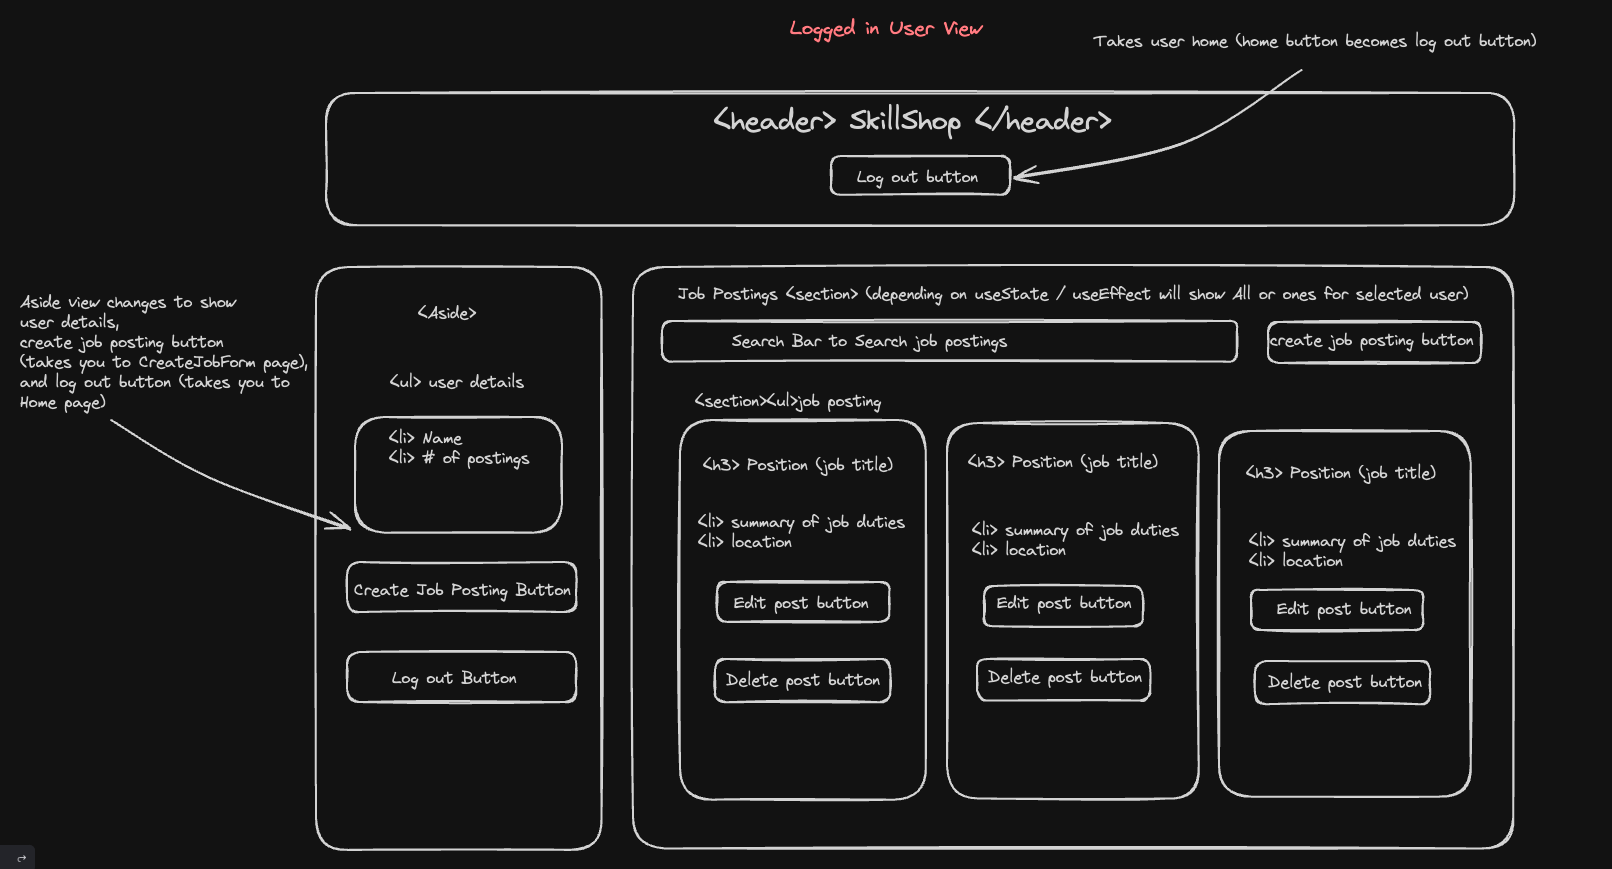 Logged in User View
Takes user home (home button becomes log out button)
<header> SkillShop </header>
Log out button
Aside view changes to show
user details,
create job posting button
(takes you to CreateJobForm page),
and log out button (takes you to
Home page)
<Aside>
<ul> user details
<li> Name
<li> # of postings
Create Job Posting Button
Log out Button
Job Postings <section> (depending on useState / useEffect will show All or ones for selected user)
Search Bar to Search job postings
create job posting button
<section><ul>job posting
<h3> Position (job title)
<li> summary of job duties
<li> location
Edit post button
Delete post button
<h3> Position (job title)
<li> summary of job duties
<li> location
Edit post button
Delete post button
<h3> Position (job title)
<li> summary of job duties
<li> location
Edit post button
Delete post button